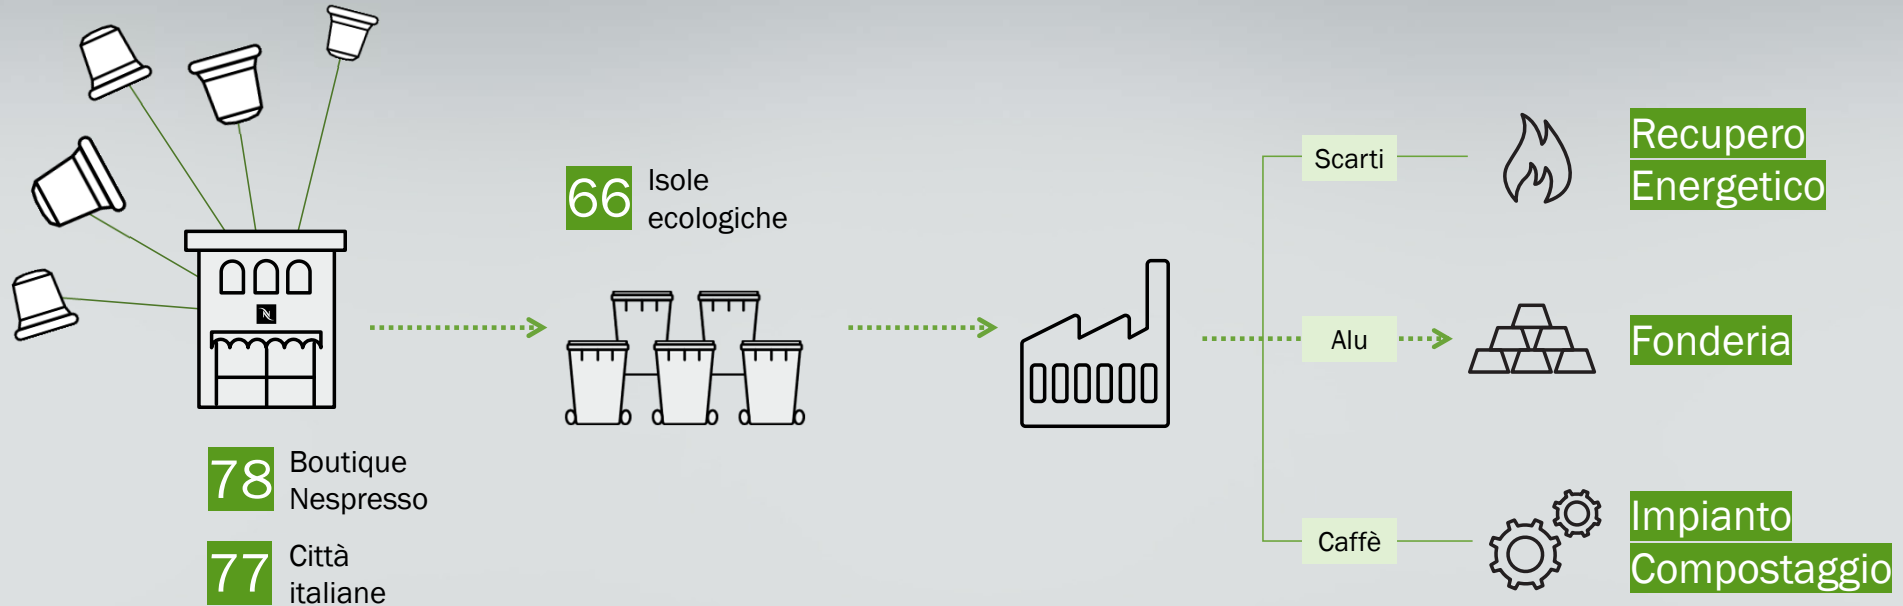 66
Isole
ecologiche
78
Boutique
Nespresso
77
Città
italiane
Scarti
Recupero
Energetico
Alu
Fonderia
Caffè
Impianto
Compostaggio